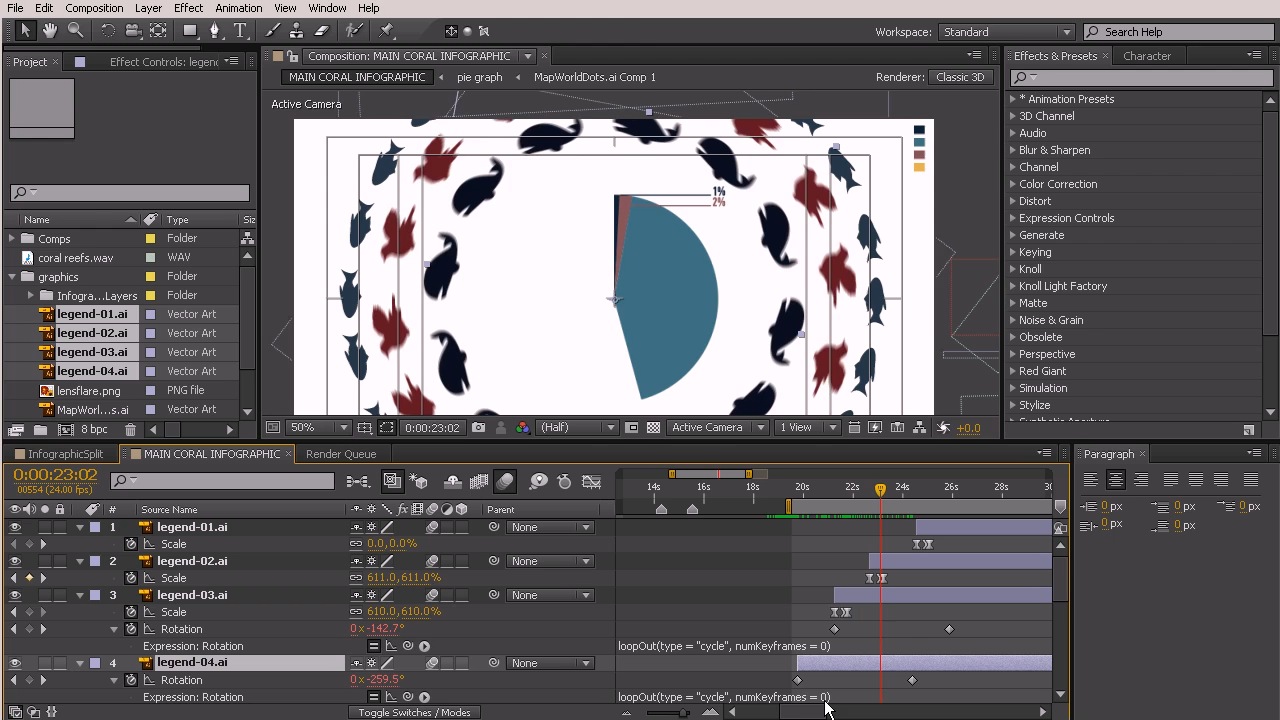 File Edit Composition Layer Effect Animation View Window Help
Workspace: Standard Search Help
Project Effect Controls: legenc
Composition: MAIN CORAL INFOGRAPHIC
Effects & Presets Character
MAIN CORAL INFOGRAPHIC pie graph MapWorldDots.ai Comp 1
Renderer: Classic 3D
Active Camera
1%
2%
Name Type Siz
Comps Folder
coral reefs.wav WAV
graphics Folder
Infogra...Layers Folder
legend-01.ai Vector Art
legend-02.ai Vector Art
legend-03.ai Vector Art
legend-04.ai Vector Art
lensflare.png PNG file
MapWorl...s.ai Vector Art
8 bpc
* Animation Presets
3D Channel
Audio
Blur & Sharpen
Channel
Color Correction
Distort
Expression Controls
Generate
Keying
Knoll
Knoll Light Factory
Matte
Noise & Grain
Obsolete
Perspective
Red Giant
Simulation
Stylize
50% 0:00:23:02 (Half) Active Camera 1 View +0.0
InfographicSplit MAIN CORAL INFOGRAPHIC Render Queue
Paragraph
0:00:23:02
00554 (24.00 fps)
14s 16s 18s 20s 22s 24s 26s 28s 30
# Source Name Parent
1 legend-01.ai None
Scale 0.0,0.0%
2 legend-02.ai None
Scale 611.0,611.0%
3 legend-03.ai None
Scale 610.0,610.0%
Rotation 0x-142.7°
Expression: Rotation loopOut(type = "cycle", numKeyframes = 0)
4 legend-04.ai None
Rotation 0x-259.5°
Expression: Rotation loopOut(type = "cycle", numKeyframes = 0)
Toggle Switches / Modes
0 px 0 px 0 px
0 px 0 px